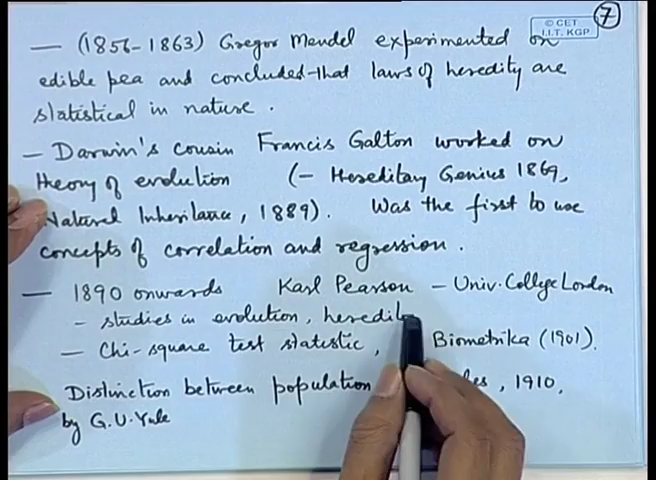 7
© CET
I.I.T. KGP
— (1856-1863) Gregor Mendel experimented on
edible pea and concluded that laws of heredity are
statistical in nature.
— Darwin's cousin Francis Galton worked on
theory of evolution (- Hereditary Genius 1869,
Natural Inheritance, 1889). Was the first to use
concepts of correlation and regression.
— 1890 onwards Karl Pearson - Univ. College London
- studies in evolution, heredit
— Chi-square test statistic, Biometrika (1901).
Distinction between population , 1910,
by G.U. Yule